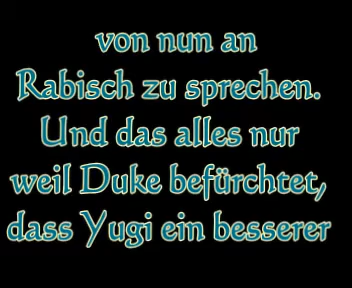 von nun an
Rabisch zu sprechen.
Und das alles nur
weil Duke befürchtet,
dass Yugi ein besserer